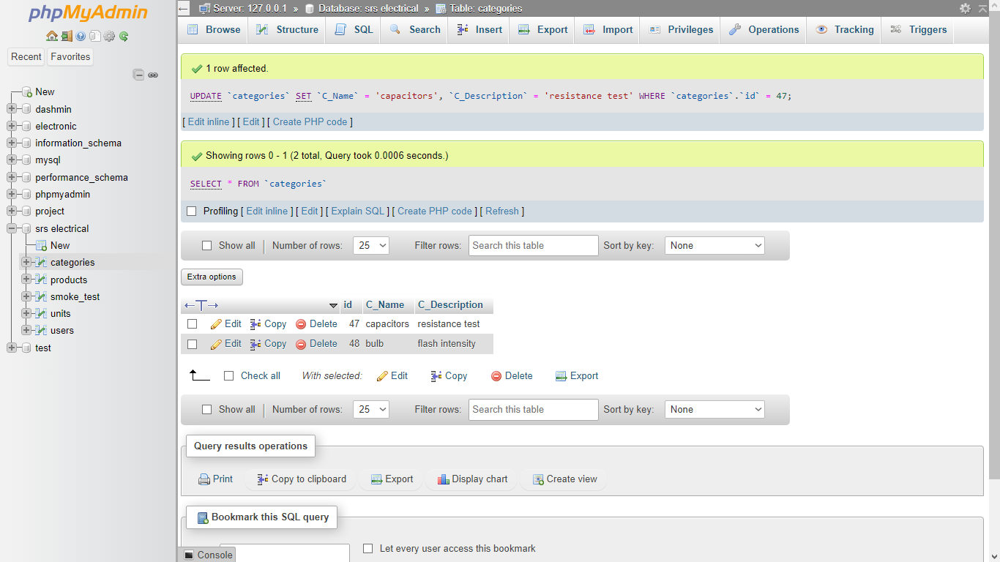 phpMyAdmin
Recent Favorites
New
dashmin
electronic
information_schema
mysql
performance_schema
phpmyadmin
project
srs electrical
New
categories
products
smoke_test
units
users
test
Server: 127.0.0.1 » Database: srs electrical » Table: categories
Browse Structure SQL Search Insert Export Import Privileges Operations Tracking Triggers
1 row affected.
UPDATE `categories` SET `C_Name` = 'capacitors', `C_Description` = 'resistance test' WHERE `categories`.`id` = 47;
[ Edit inline ] [ Edit ] [ Create PHP code ]
Showing rows 0 - 1 (2 total, Query took 0.0006 seconds.)
SELECT * FROM `categories`
Profiling [ Edit inline ] [ Edit ] [ Explain SQL ] [ Create PHP code ] [ Refresh ]
Show all | Number of rows: 25 Filter rows: Search this table Sort by key: None
Extra options
←T→ id C_Name C_Description
Edit Copy Delete 47 capacitors resistance test
Edit Copy Delete 48 bulb flash intensity
Check all With selected: Edit Copy Delete Export
Show all | Number of rows: 25 Filter rows: Search this table Sort by key: None
Query results operations
Print Copy to clipboard Export Display chart Create view
Bookmark this SQL query
Let every user access this bookmark
Console